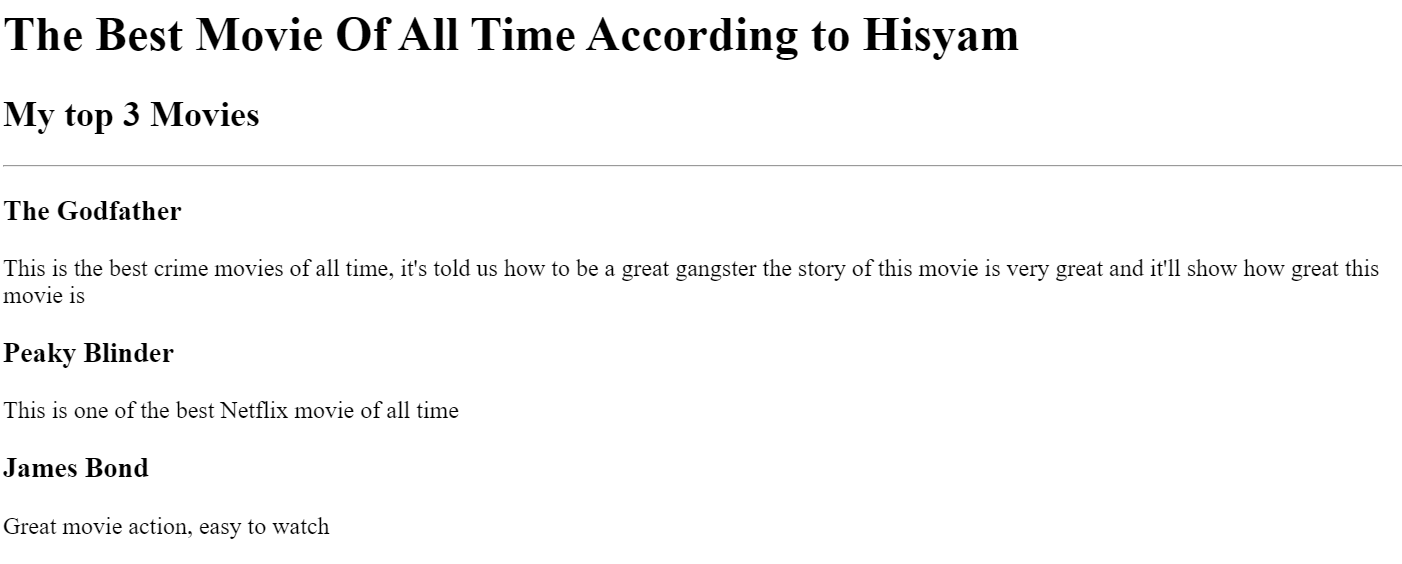 The Best Movie Of All Time According to Hisyam
My top 3 Movies
The Godfather
This is the best crime movies of all time, it's told us how to be a great gangster the story of this movie is very great and it'll show how great this
movie is
Peaky Blinder
This is one of the best Netflix movie of all time
James Bond
Great movie action, easy to watch